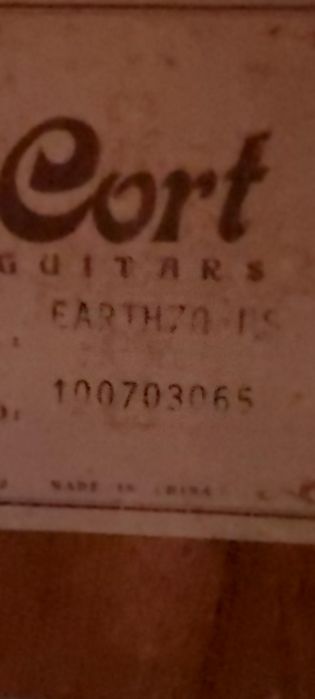 Cort
GUITARS
EARTH70
: 100703065
MADE IN CHINA